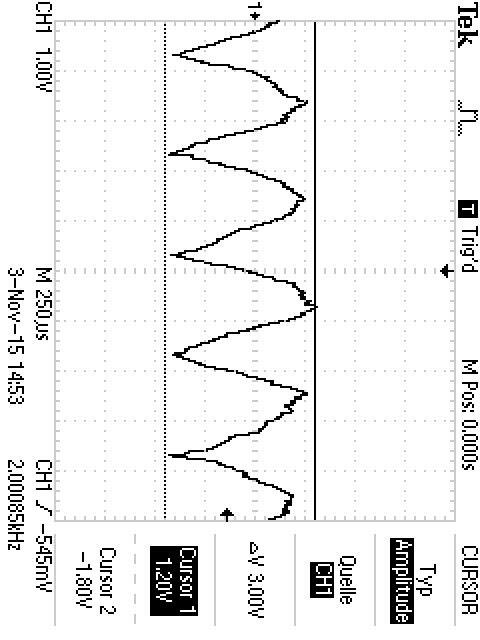 Tek
T Trig'd
M Pos: 0.000s
CURSOR
Typ
Amplitude
Quelle
CH1
ΔV 3.00V
Cursor 1
1.20V
Cursor 2
-1.80V
1
CH1 1.00V
M 250µs
CH1 / -545mV
3-Nov-15 14:53
2.00085kHz